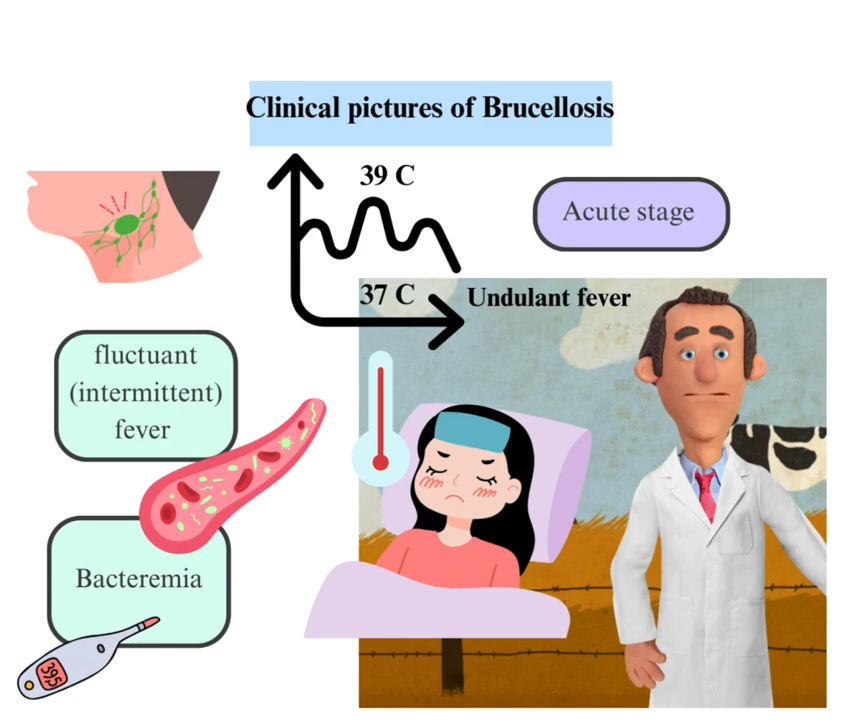 Clinical pictures of Brucellosis
39 C
Acute stage
37 C
Undulant fever
fluctuant
(intermittent)
fever
Bacteremia
39,5